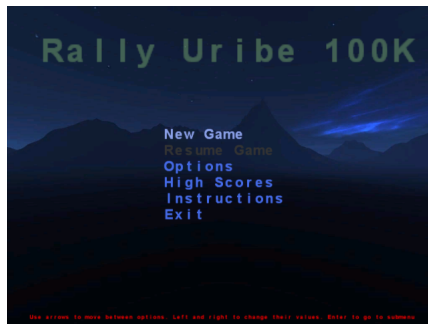 Rally Uribe 100K
New Game
Resume Game
Options
High Scores
Instructions
Exit
Use arrows to move between options. Left and right to change their values. Enter to go to submenu